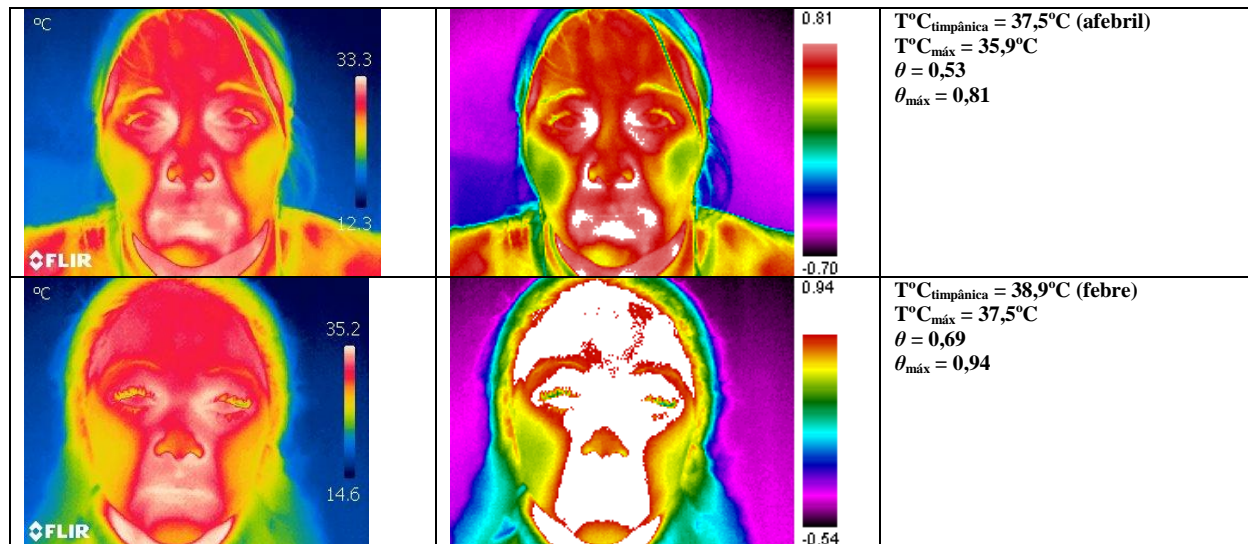 ºC
33.3
12.3
FLIR
0.81
-0.70
TºCtimpânica = 37,5ºC (afebril)
TºCmáx = 35,9ºC
θ = 0,53
θmáx = 0,81
ºC
35.2
14.6
FLIR
0.94
-0.54
TºCtimpânica = 38,9ºC (febre)
TºCmáx = 37,5ºC
θ = 0,69
θmáx = 0,94